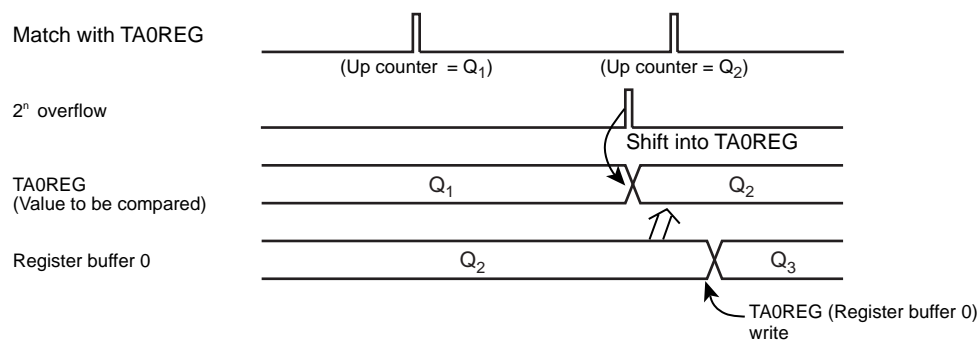 Match with TA0REG
(Up counter = Q1)
(Up counter = Q2)
2n overflow
Shift into TA0REG
TA0REG
(Value to be compared)
Q1
Q2
Register buffer 0
Q2
Q3
TA0REG (Register buffer 0)
write